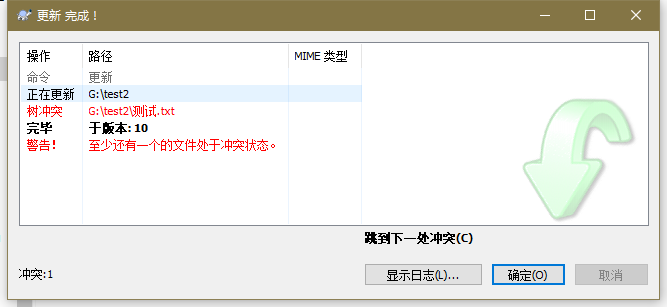 更新 完成！
操作 路径 MIME 类型
命令 更新
正在更新 G:\test2
树冲突 G:\test2\测试.txt
完毕 于版本: 10
警告! 至少还有一个的文件处于冲突状态。
跳到下一处冲突(C)
冲突:1 显示日志(L)... 确定(O) 取消